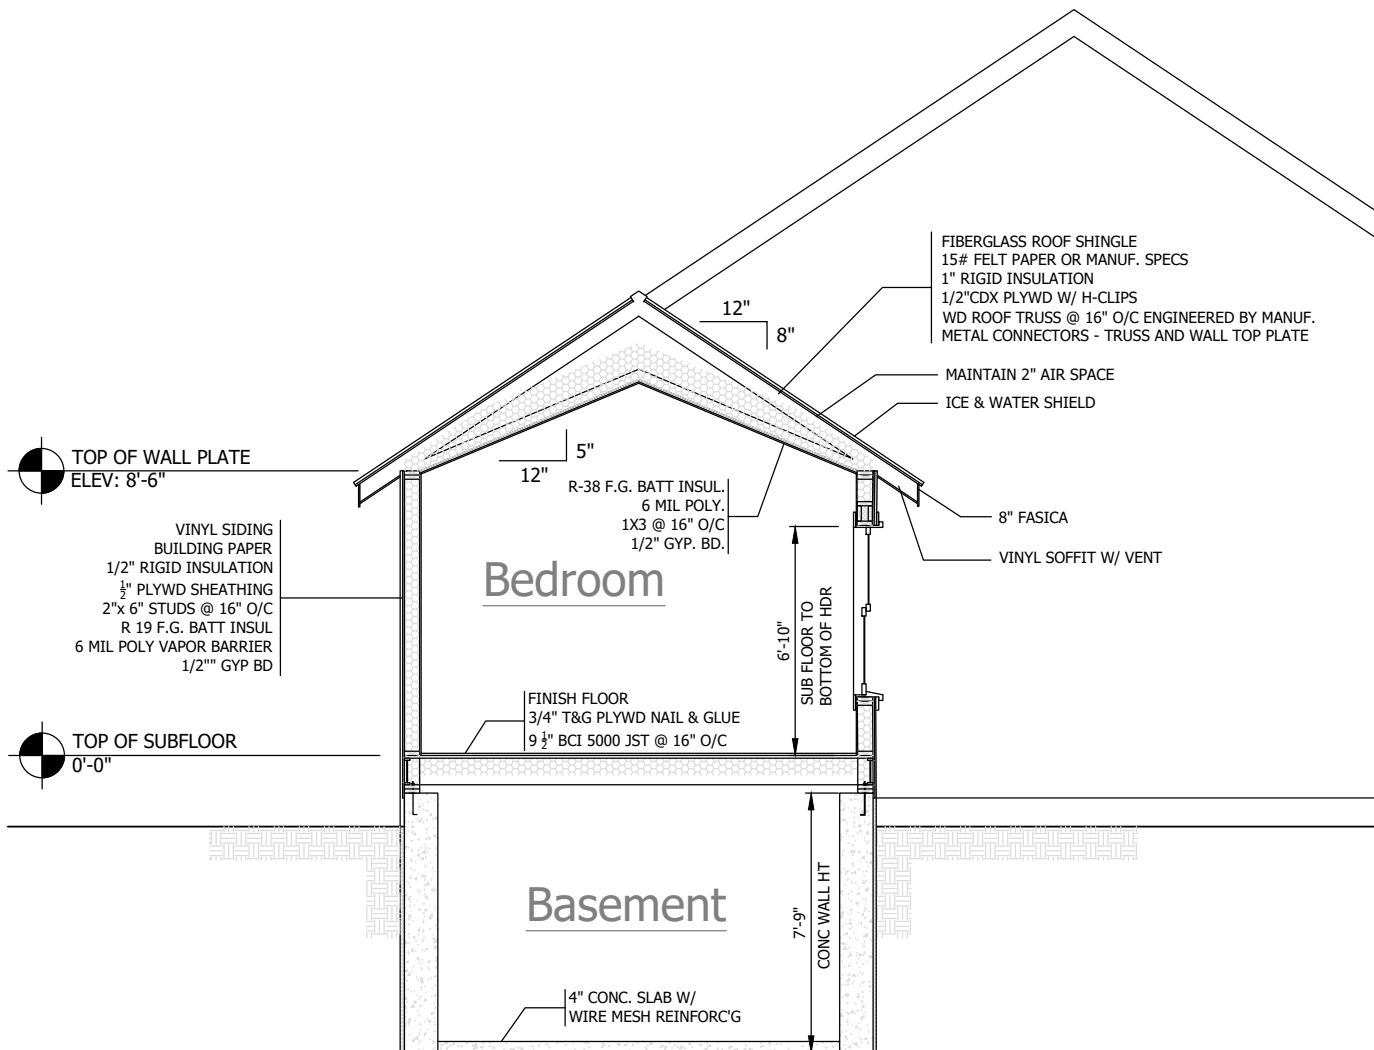 FIBERGLASS ROOF SHINGLE
15# FELT PAPER OR MANUF. SPECS
1" RIGID INSULATION
1/2"CDX PLYWD W/ H-CLIPS
WD ROOF TRUSS @ 16" O/C ENGINEERED BY MANUF.
METAL CONNECTORS - TRUSS AND WALL TOP PLATE
12"
8"
MAINTAIN 2" AIR SPACE
ICE & WATER SHIELD
5"
12"
TOP OF WALL PLATE
ELEV: 8'-6"
R-38 F.G. BATT INSUL.
6 MIL POLY.
1X3 @ 16" O/C
1/2" GYP. BD.
8" FASICA
VINYL SOFFIT W/ VENT
VINYL SIDING
BUILDING PAPER
1/2" RIGID INSULATION
½" PLYWD SHEATHING
2"x 6" STUDS @ 16" O/C
R 19 F.G. BATT INSUL
6 MIL POLY VAPOR BARRIER
1/2"" GYP BD
Bedroom
6'-10"
SUB FLOOR TO
BOTTOM OF HDR
FINISH FLOOR
3/4" T&G PLYWD NAIL & GLUE
9 ½" BCI 5000 JST @ 16" O/C
TOP OF SUBFLOOR
0'-0"
Basement
7'-9"
CONC WALL HT
4" CONC. SLAB W/
WIRE MESH REINFORC'G